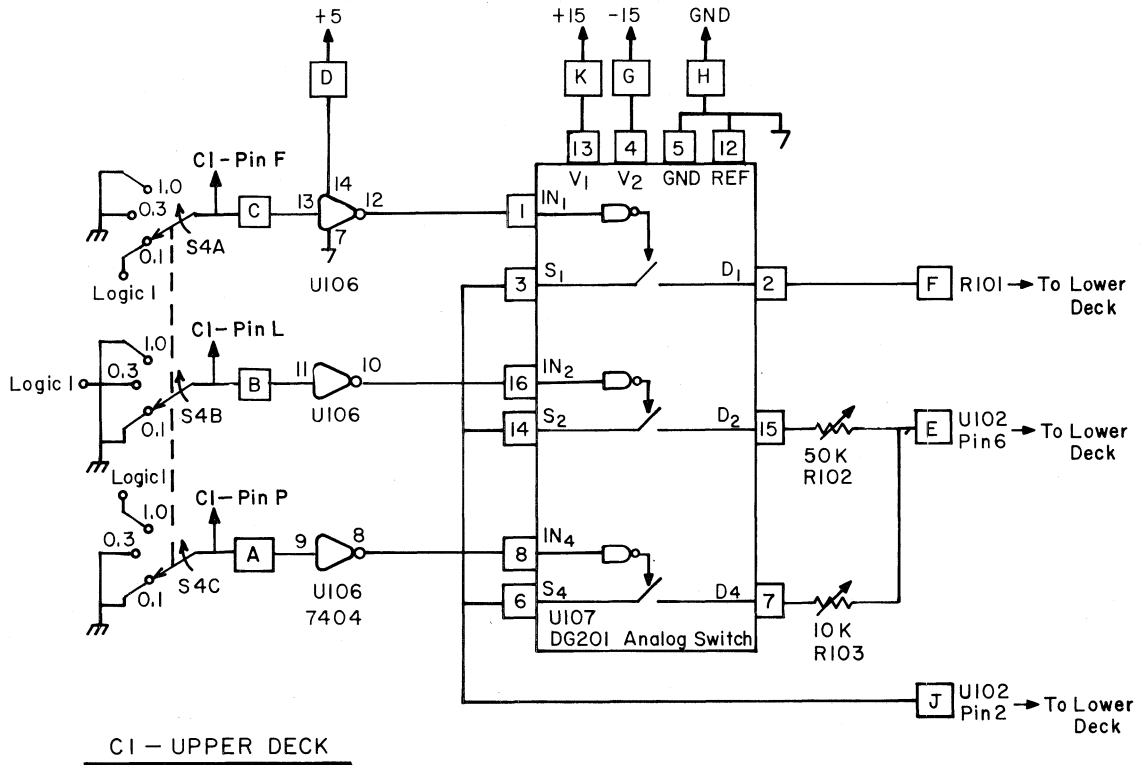 +5
+15
-15
GND
D
K
G
H
13
4
5
12
V1
V2
GND
REF
C1-Pin F
1.0
0.3
0.1
S4A
Logic 1
C
13
14
12
7
U106
1
IN1
3
S1
D1
2
F
R101
To Lower
Deck
C1-Pin L
1.0
0.3
0.1
Logic 1
S4B
B
11
10
U106
16
IN2
14
S2
D2
15
50K
R102
E
U102
Pin 6
To Lower
Deck
Logic 1
C1-Pin P
1.0
0.3
0.1
S4C
A
9
8
U106
7404
8
IN4
6
S4
D4
7
10K
R103
U107
DG201 Analog Switch
J
U102
Pin 2
To Lower
Deck
C1 - UPPER DECK